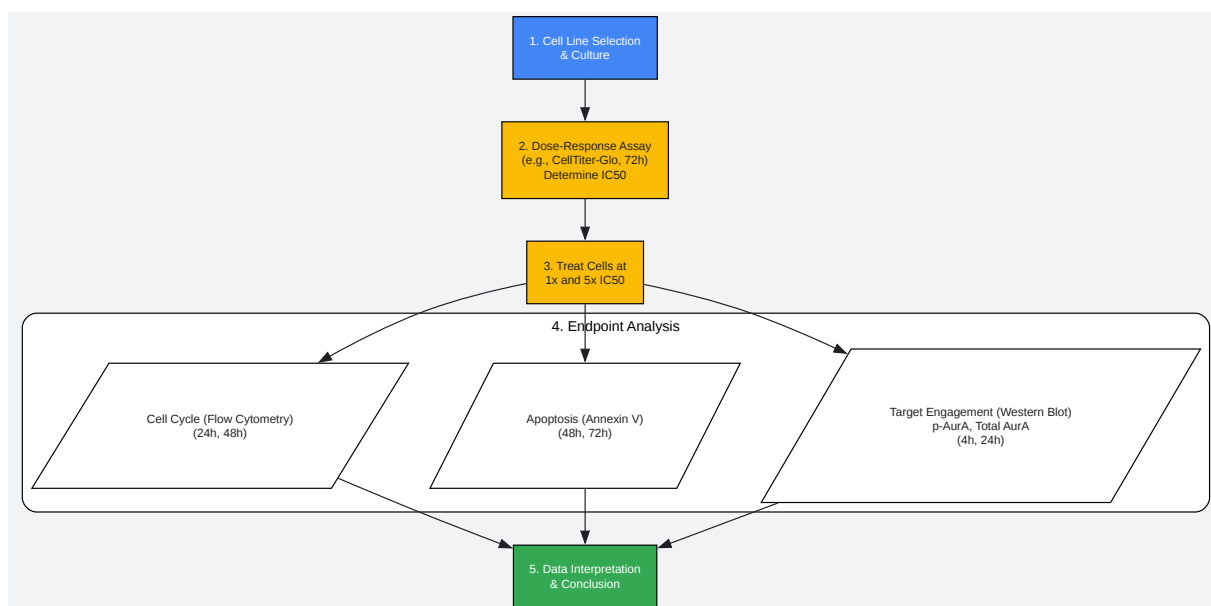 1. Cell Line Selection
& Culture
2. Dose-Response Assay
(e.g., CellTiter-Glo, 72h)
Determine IC50
3. Treat Cells at
1x and 5x IC50
4. Endpoint Analysis
Cell Cycle (Flow Cytometry)
(24h, 48h)
Apoptosis (Annexin V)
(48h, 72h)
Target Engagement (Western Blot)
p-AurA, Total AurA
(4h, 24h)
5. Data Interpretation
& Conclusion